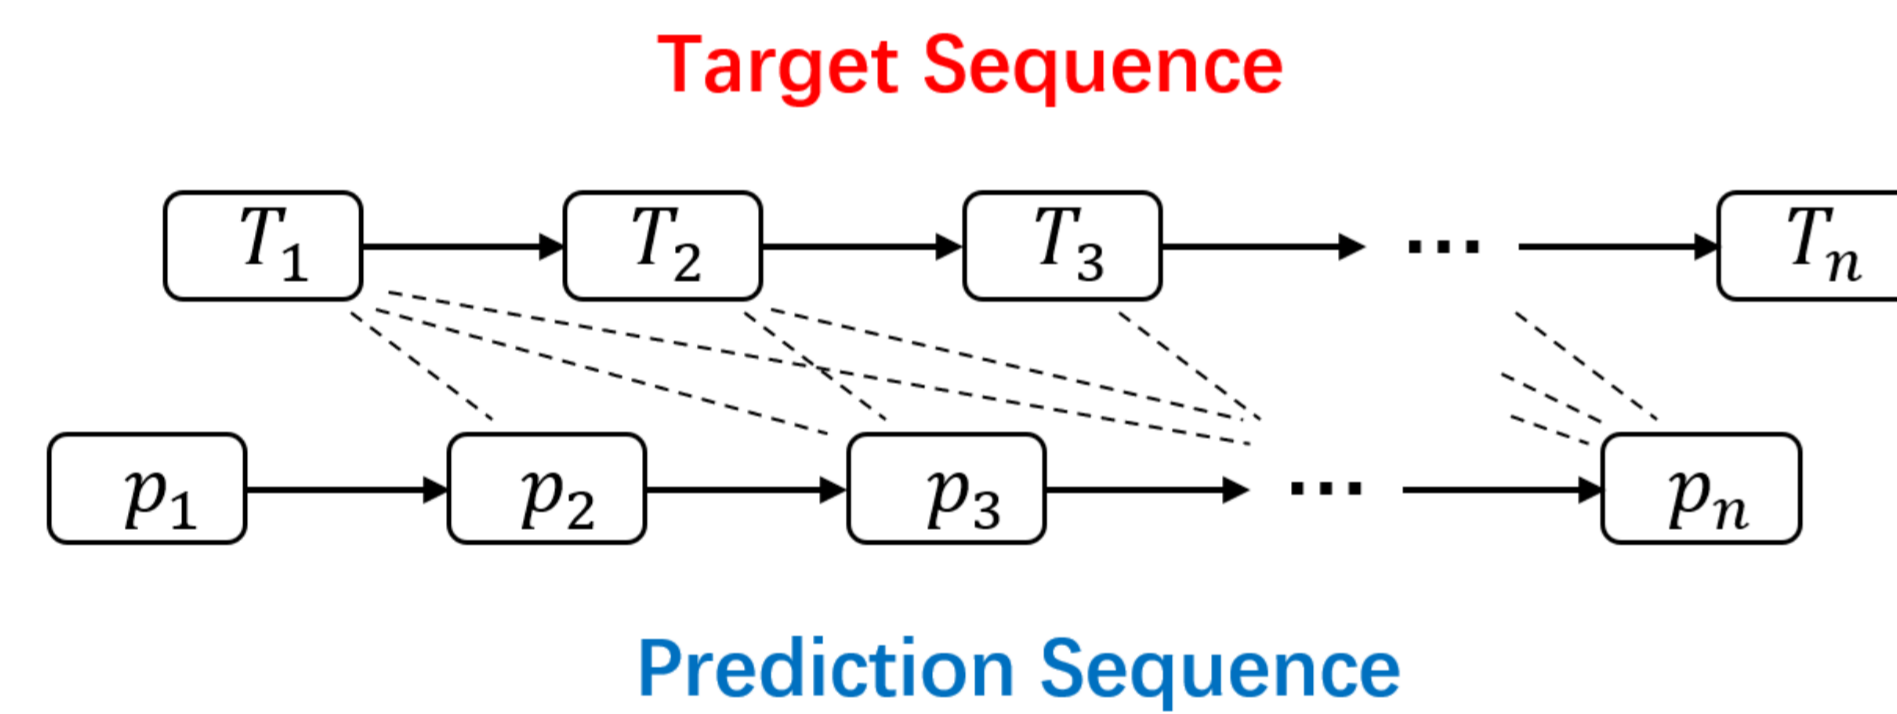 Target Sequence
T₁ T₂ T₃ ... Tₙ
p₁ p₂ p₃ ... pₙ
Prediction Sequence